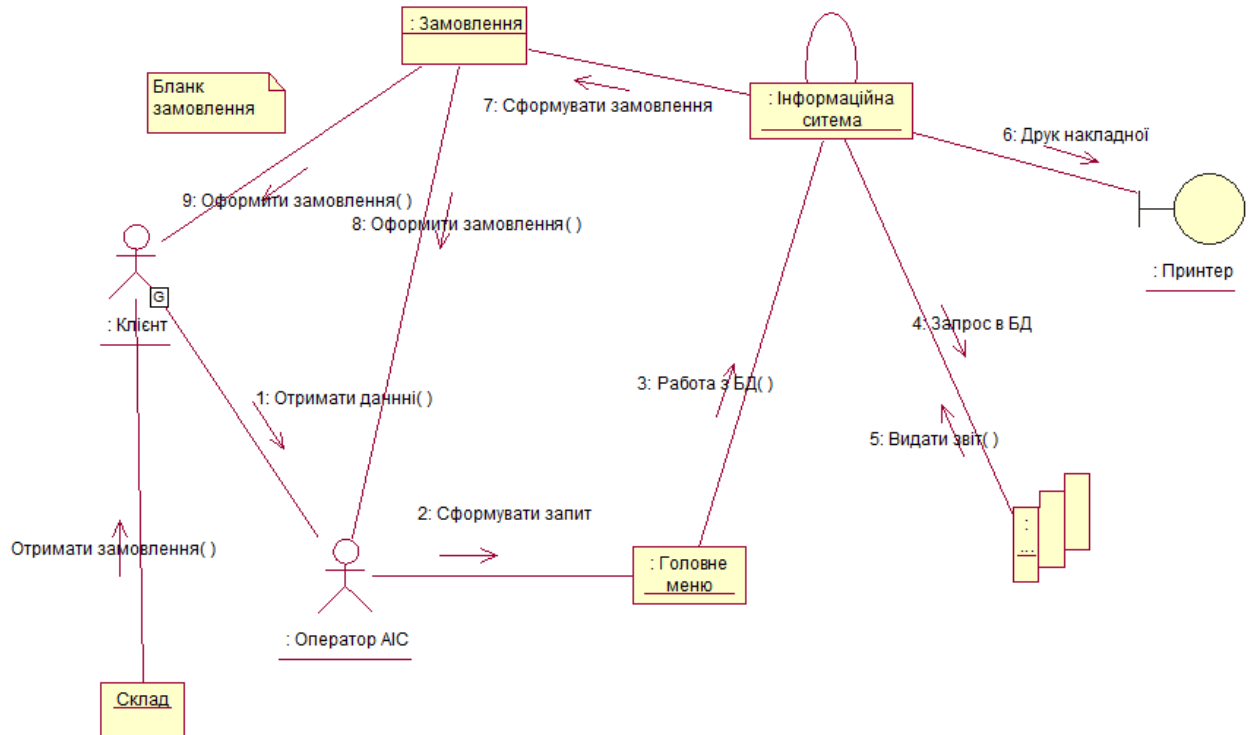 : Замовлення
Бланк
замовлення
7: Сформувати замовлення
: Інформаційна
ситема
6: Друк накладної
9: Оформити замовлення( )
8: Оформити замовлення( )
: Принтер
G
: Клієнт
4: Запрос в БД
3: Работа з БД( )
1: Отримати дачнні( )
5: Видати звіт( )
2: Сформувати запит
:
...
Отримати замовлення( )
: Головне
меню
: Оператор АІС
Склад